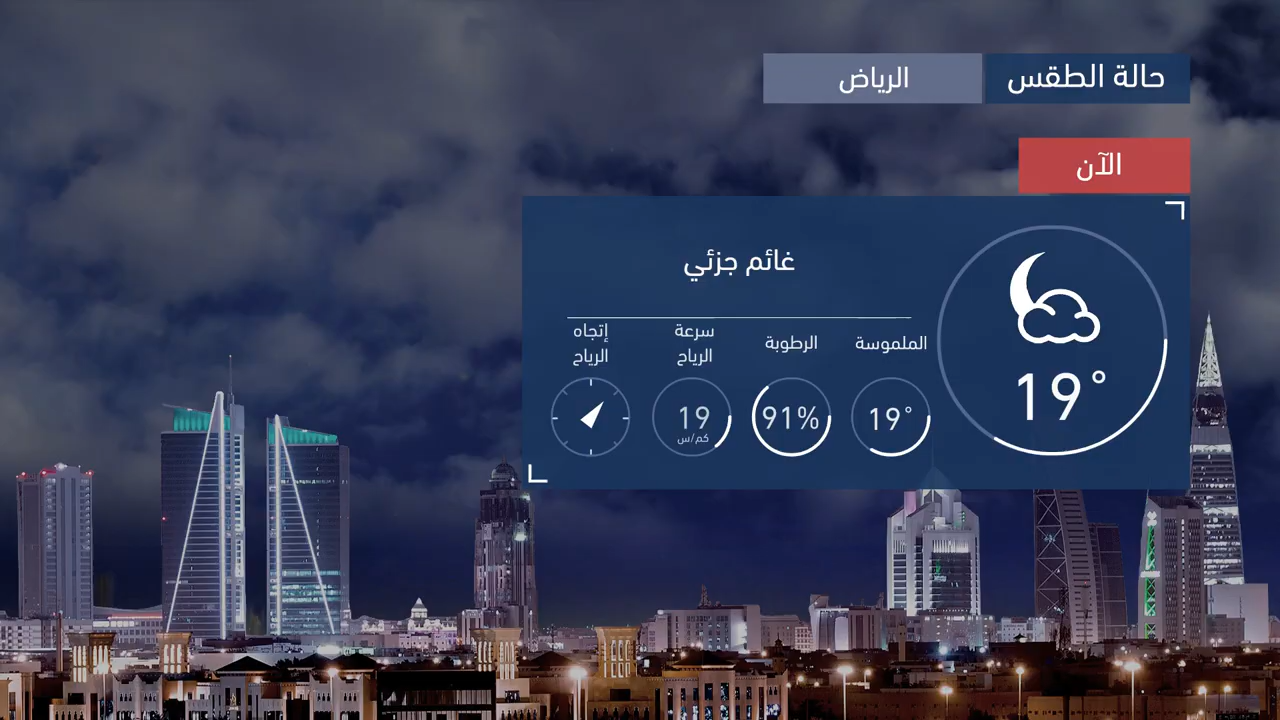 حالة الطقس
الرياض
الآن
غائم جزئي
19°
الملموسة
19°
الرطوبة
91%
سرعة
الرياح
19
كم/س
إتجاه
الرياح